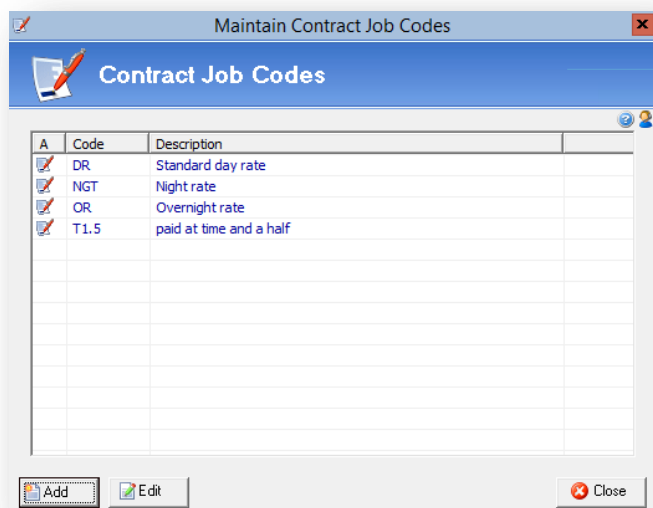 Maintain Contract Job Codes
Contract Job Codes
A Code Description
DR Standard day rate
NGT Night rate
OR Overnight rate
T1.5 paid at time and a half
Add Edit Close